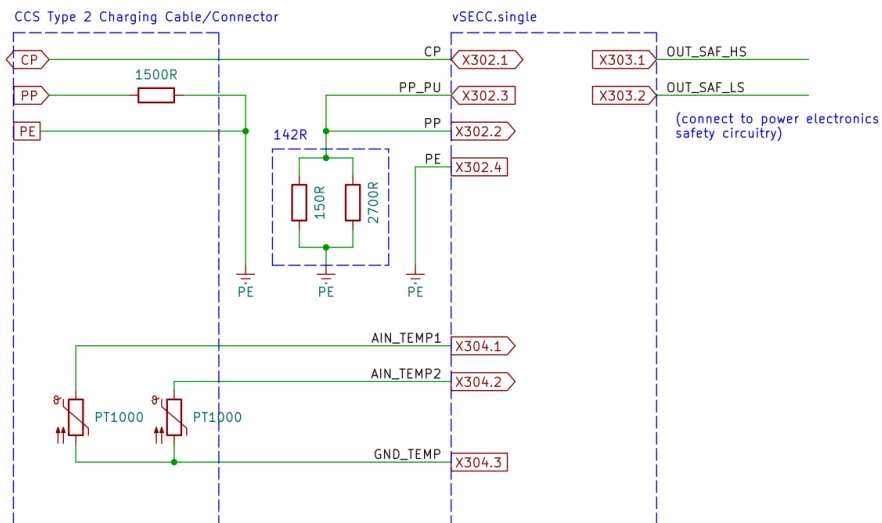 CCS Type 2 Charging Cable/Connector
vSECC.single
CP
CP
X302.1
X303.1
OUT_SAF_HS
1500R
PP
PP_PU
X302.3
X303.2
OUT_SAF_LS
(connect to power electronics
safety circuitry)
PE
142R
PP
X302.2
PE
X302.4
150R
2700R
PE
PE
PE
AIN_TEMP1
X304.1
AIN_TEMP2
X304.2
ϑ
PT1000
ϑ
PT1000
GND_TEMP
X304.3